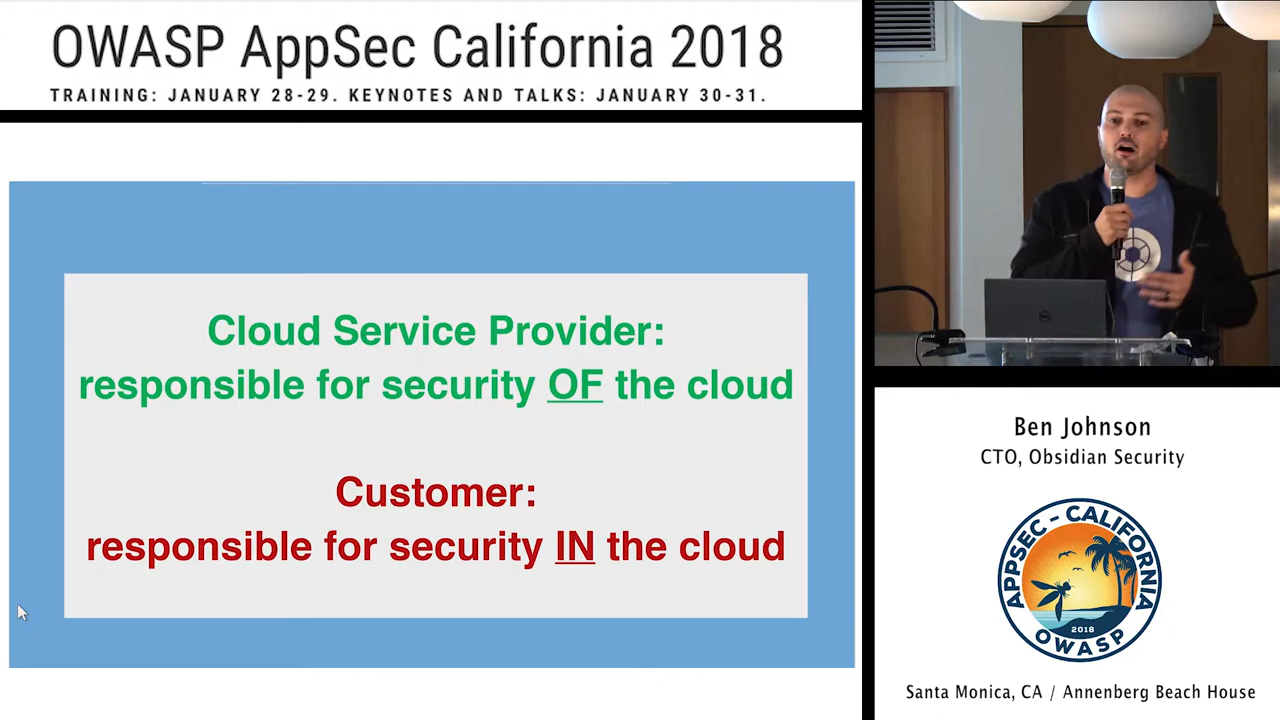 OWASP AppSec California 2018
TRAINING: JANUARY 28-29. KEYNOTES AND TALKS: JANUARY 30-31.
Cloud Service Provider:
responsible for security OF the cloud
Customer:
responsible for security IN the cloud
Ben Johnson
CTO, Obsidian Security
APPSEC - CALIFORNIA
2018
OWASP
Santa Monica, CA / Annenberg Beach House